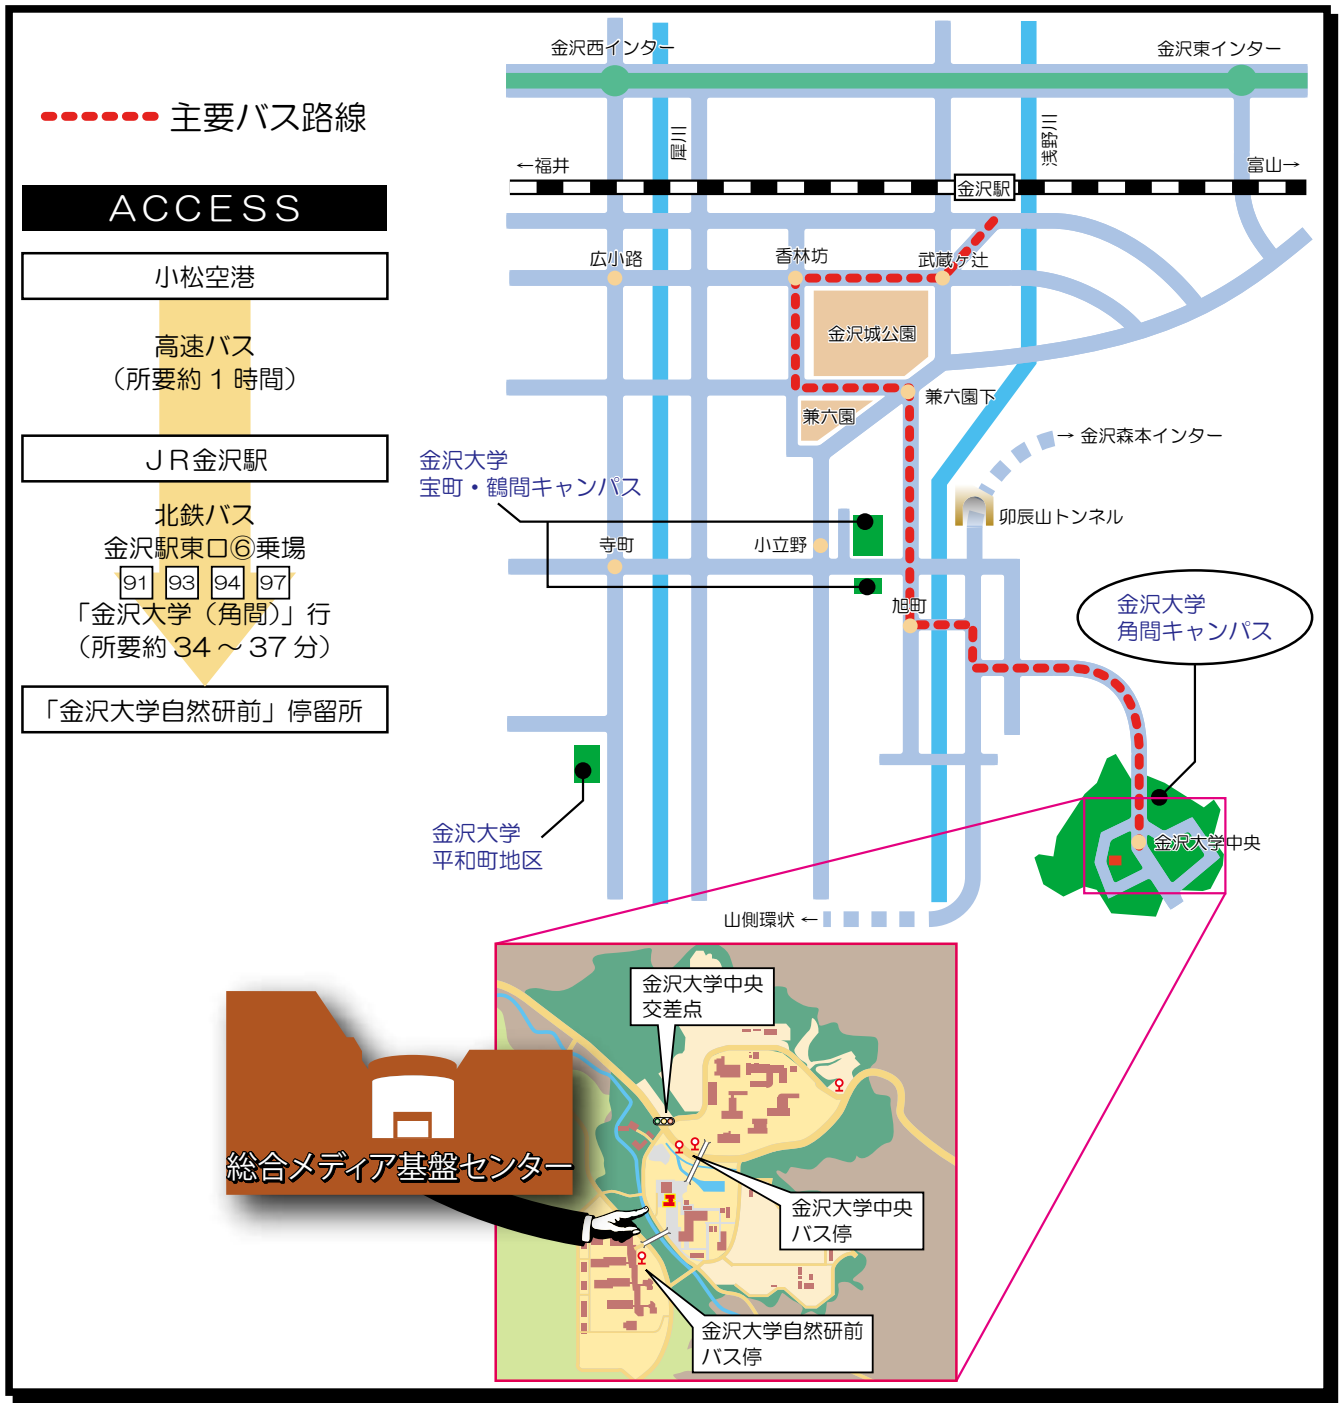 主要バス路線
ACCESS
小松空港
高速バス
（所要約１時間）
ＪＲ金沢駅
北鉄バス
金沢駅東口⑥乗場
91 93 94 97
「金沢大学（角間）」行
（所要約34～37分）
「金沢大学自然研前」停留所
金沢西インター
金沢東インター
犀川
浅野川
←福井
富山→
金沢駅
広小路
香林坊
武蔵ヶ辻
金沢城公園
兼六園下
兼六園
→ 金沢森本インター
金沢大学
宝町・鶴間キャンパス
卯辰山トンネル
寺町
小立野
旭町
金沢大学
角間キャンパス
金沢大学
平和町地区
金沢大学中央
山側環状 ←
金沢大学中央
交差点
総合メディア基盤センター
金沢大学中央
バス停
金沢大学自然研前
バス停